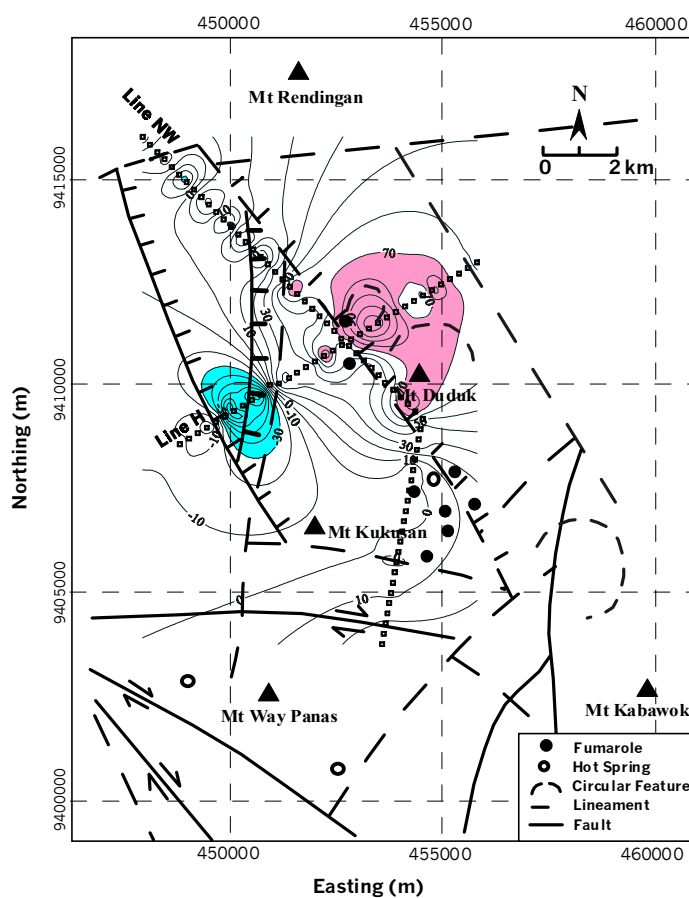 450000 455000 460000
Line NW
Mt Rendingan
N
0 2 km
9415000
70
30
10
9410000
Mt Duduk
Line H
-10
-10
-30
30
10
0
-10
Mt Kukusan
Northing (m)
9405000
0
10
Mt Way Panas
Mt Kabawok
Fumarole
Hot Spring
Circular Feature
Lineament
Fault
9400000
450000 455000 460000
Easting (m)